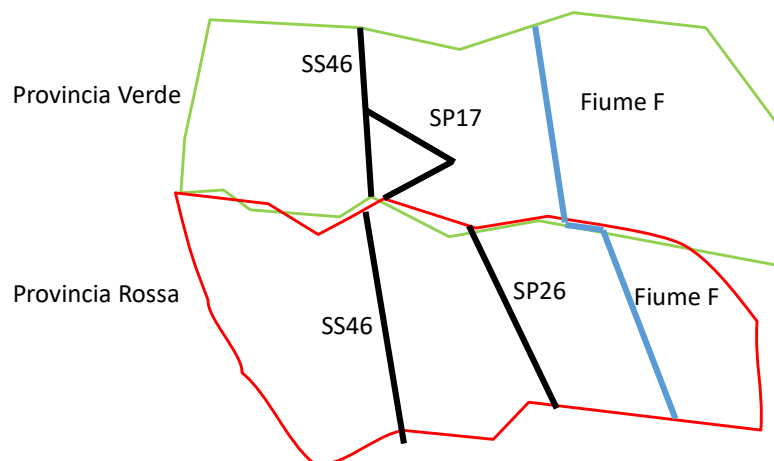 SS46
Provincia Verde
SP17
Fiume F
Provincia Rossa
SP26
Fiume F
SS46